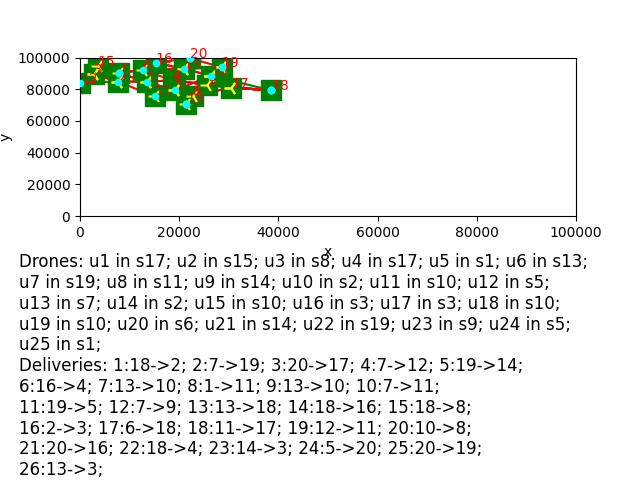 20
16
15
19
17
18
100000
80000
60000
40000
20000
0
y
0 20000 40000 60000 80000 100000
x
Drones: u1 in s17; u2 in s15; u3 in s8; u4 in s17; u5 in s1; u6 in s13;
u7 in s19; u8 in s11; u9 in s14; u10 in s2; u11 in s10; u12 in s5;
u13 in s7; u14 in s2; u15 in s10; u16 in s3; u17 in s3; u18 in s10;
u19 in s10; u20 in s6; u21 in s14; u22 in s19; u23 in s9; u24 in s5;
u25 in s1;
Deliveries: 1:18->2; 2:7->19; 3:20->17; 4:7->12; 5:19->14;
6:16->4; 7:13->10; 8:1->11; 9:13->10; 10:7->11;
11:19->5; 12:7->9; 13:13->18; 14:18->16; 15:18->8;
16:2->3; 17:6->18; 18:11->17; 19:12->11; 20:10->8;
21:20->16; 22:18->4; 23:14->3; 24:5->20; 25:20->19;
26:13->3;